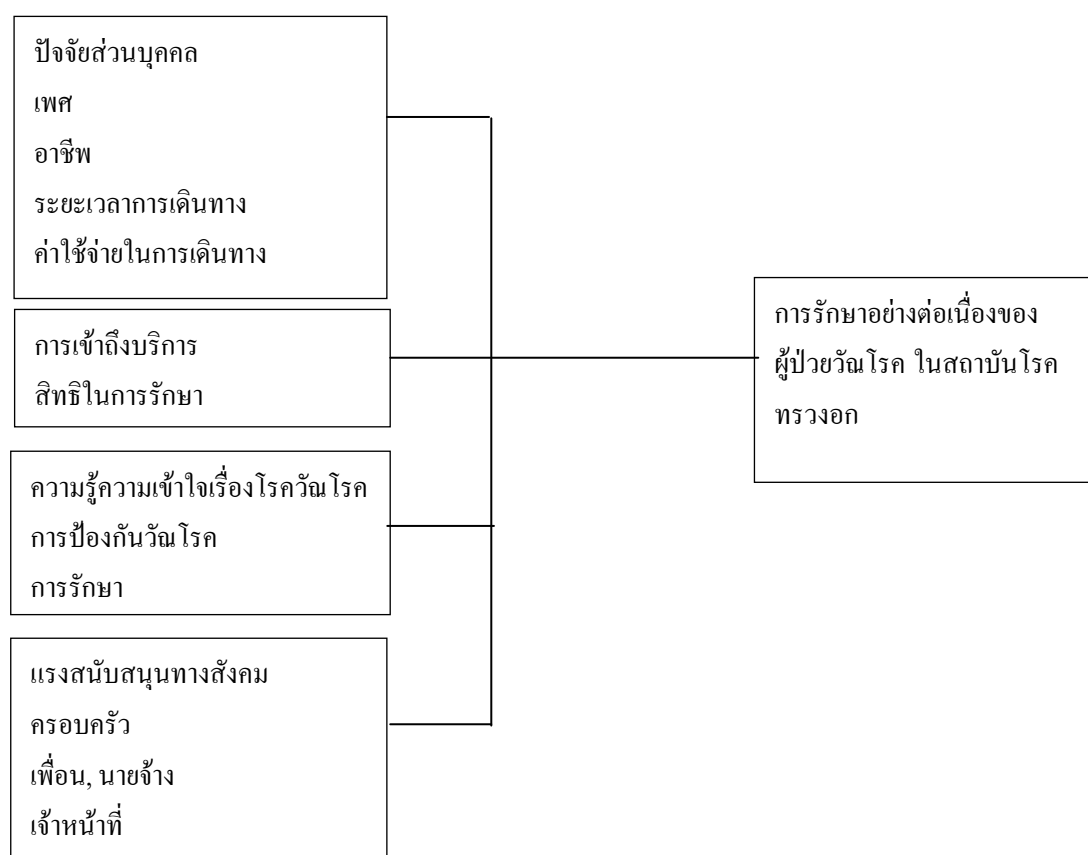 ปัจจัยส่วนบุคคล
เพศ
อาชีพ
ระยะเวลาการเดินทาง
ค่าใช้จ่ายในการเดินทาง
การเข้าถึงบริการ
สิทธิในการรักษา
ความรู้ความเข้าใจเรื่องโรควัณโรค
การป้องกันวัณโรค
การรักษา
แรงสนับสนุนทางสังคม
ครอบครัว
เพื่อน, นายจ้าง
เจ้าหน้าที่
การรักษาอย่างต่อเนื่องของ
ผู้ป่วยวัณโรค ในสถาบันโรค
ทรวงอก